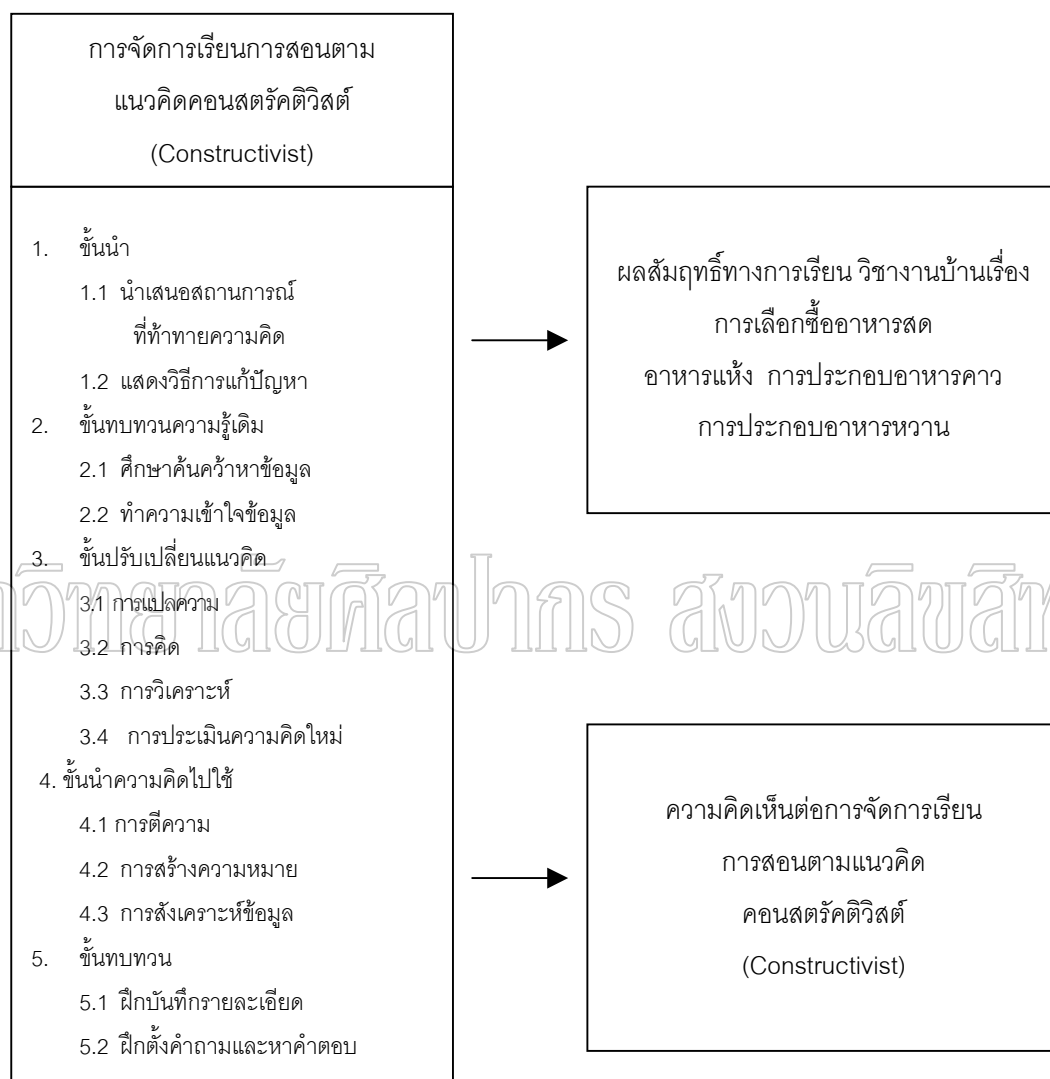 การจัดการเรียนการสอนตาม
แนวคิดคอนสตรัคติวิสต์
(Constructivist)
1. ขั้นนำ
1.1 นำเสนอสถานการณ์
ที่ท้าทายความคิด
1.2 แสดงวิธีการแก้ปัญหา
2. ขั้นทบทวนความรู้เดิม
2.1 ศึกษาค้นคว้าหาข้อมูล
2.2 ทำความเข้าใจข้อมูล
3. ขั้นปรับเปลี่ยนแนวคิด
3.1 การแปลความ
3.2 การคิด
3.3 การวิเคราะห์
3.4 การประเมินความคิดใหม่
4. ขั้นนำความคิดไปใช้
4.1 การตีความ
4.2 การสร้างความหมาย
4.3 การสังเคราะห์ข้อมูล
5. ขั้นทบทวน
5.1 ฝึกบันทึกรายละเอียด
5.2 ฝึกตั้งคำถามและหาคำตอบ
ผลสัมฤทธิ์ทางการเรียน วิชางานบ้านเรื่อง
การเลือกซื้ออาหารสด
อาหารแห้ง การประกอบอาหารคาว
การประกอบอาหารหวาน
ความคิดเห็นต่อการจัดการเรียน
การสอนตามแนวคิด
คอนสตรัคติวิสต์
(Constructivist)
าวิทยาลัยศิลปากร สงวนลิขสิท